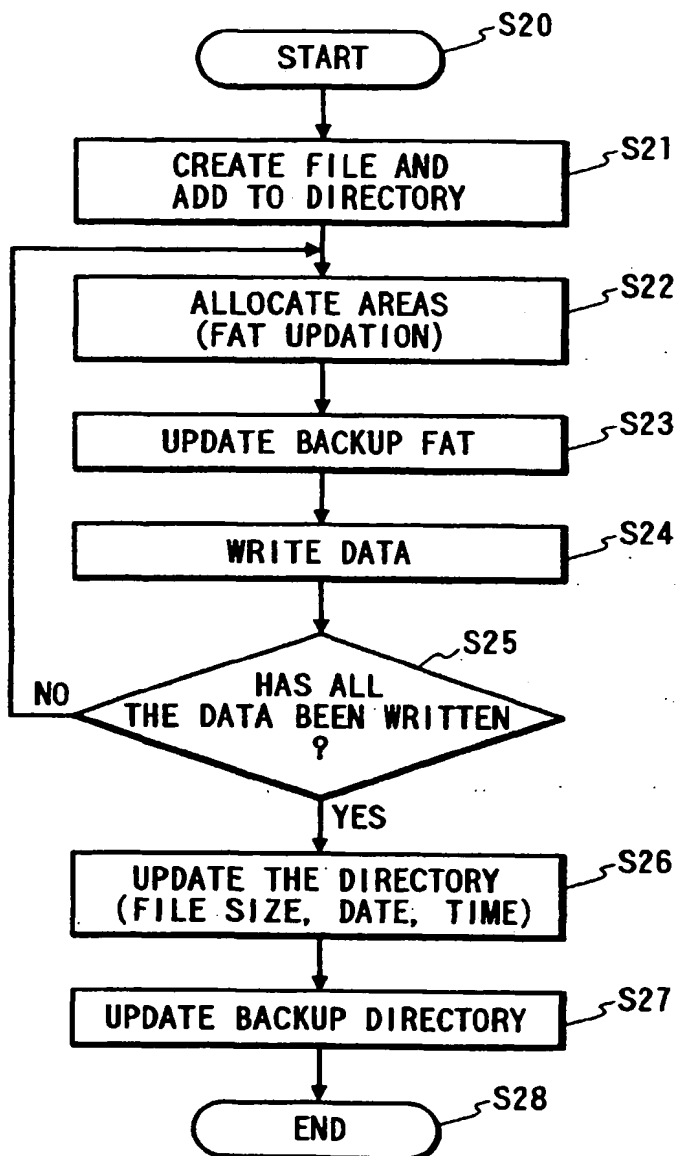 S20
START
S21
CREATE FILE AND
ADD TO DIRECTORY
S22
ALLOCATE AREAS
(FAT UPDATION)
S23
UPDATE BACKUP FAT
S24
WRITE DATA
S25
HAS ALL
NO
THE DATA BEEN WRITTEN
?
YES
S26
UPDATE THE DIRECTORY
(FILE SIZE, DATE, TIME)
S27
UPDATE BACKUP DIRECTORY
S28
END